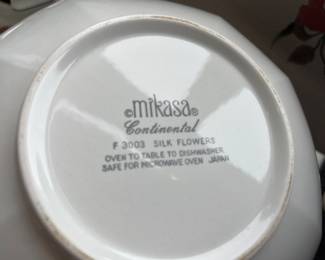 ©mikasa®
Continental
F 3003 SILK FLOWERS
OVEN TO TABLE TO DISHWASHER
SAFE FOR MICROWAVE OVEN JAPAN